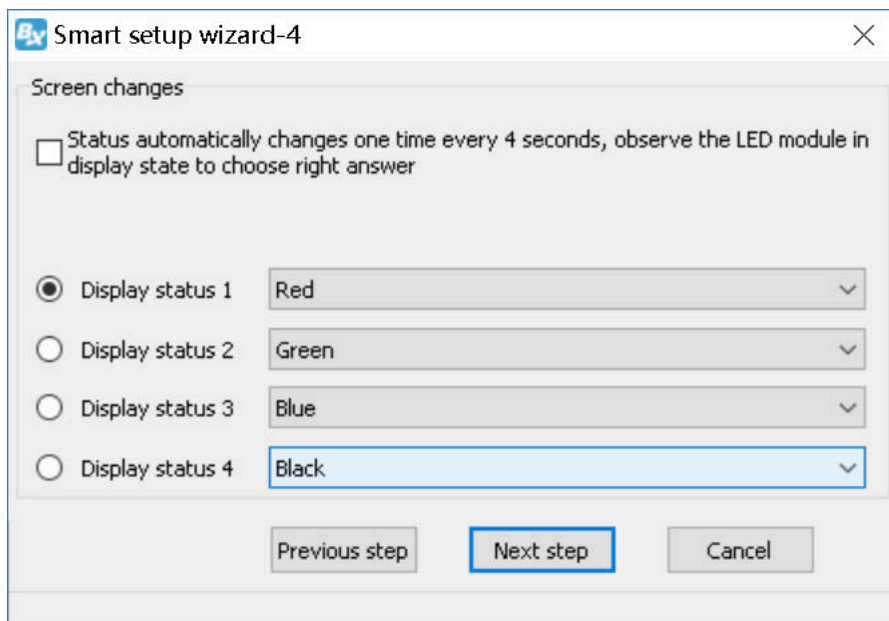 BX Smart setup wizard-4
Screen changes
Status automatically changes one time every 4 seconds, observe the LED module in
display state to choose right answer
Display status 1 Red
Display status 2 Green
Display status 3 Blue
Display status 4 Black
Previous step Next step Cancel